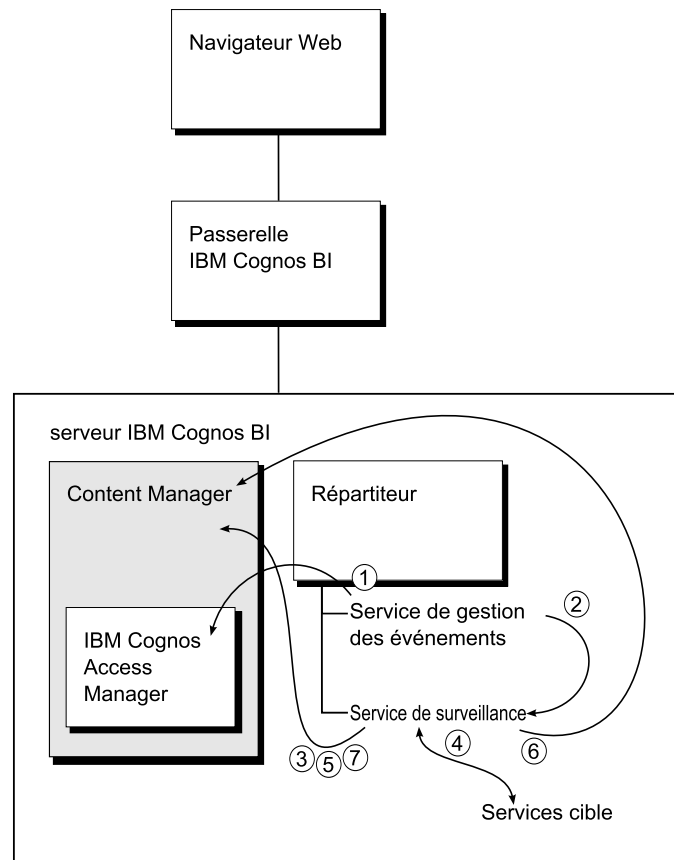 Navigateur Web
Passerelle
IBM Cognos BI
serveur IBM Cognos BI
Content Manager
Répartiteur
1
2
Service de gestion
des événements
IBM Cognos
Access
Manager
Service de surveillance
3
5
7
4
6
Services cible